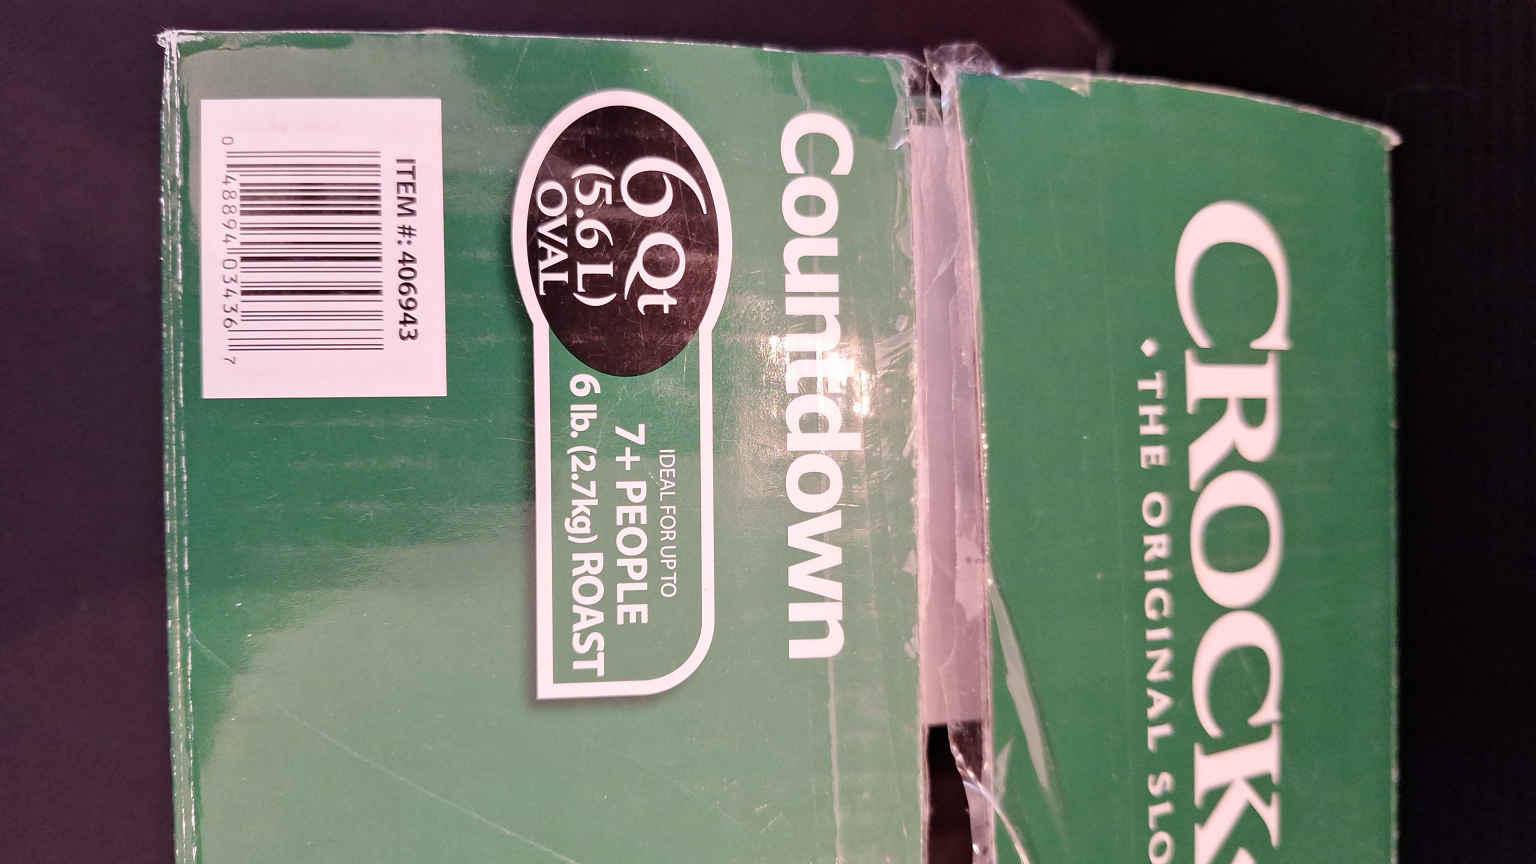 CROCK
• THE ORIGINAL SLO
Countdown
6 Qt
(5.6 L)
OVAL
IDEAL FOR UP TO
7+ PEOPLE
6 lb. (2.7kg) ROAST
ITEM #: 406943
0 48894 03436 7